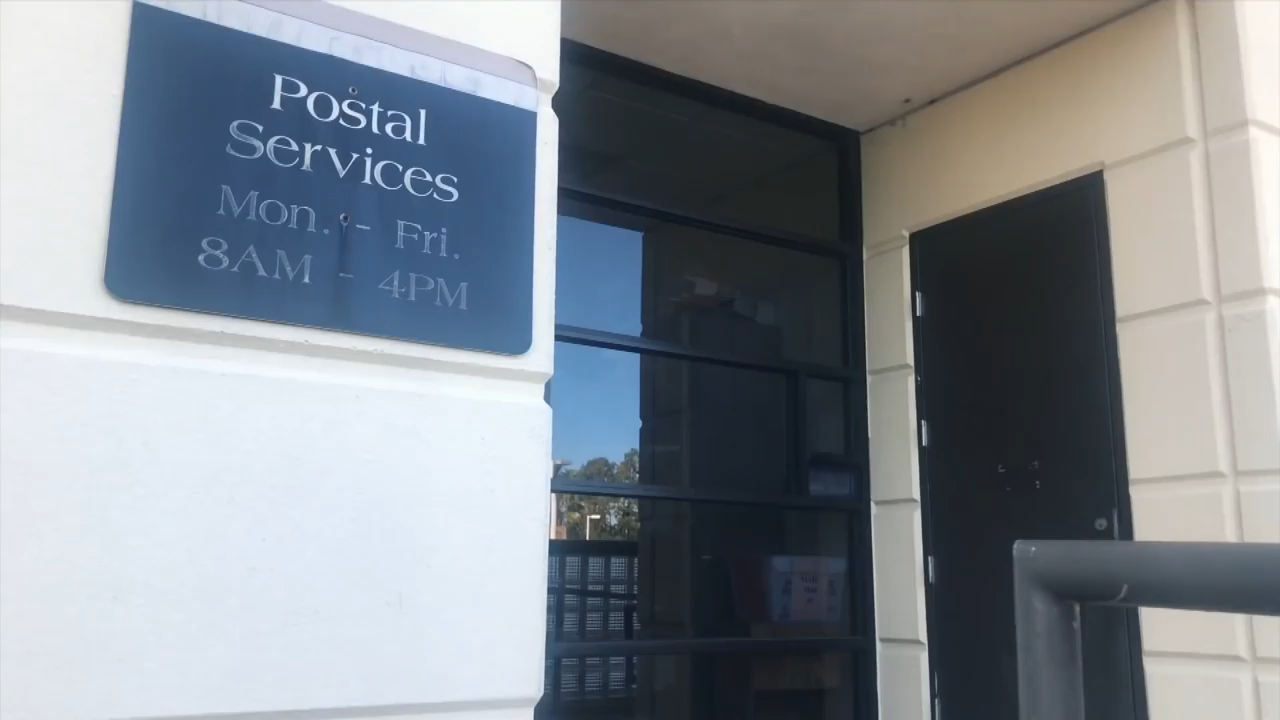 Postal
Services
Mon. - Fri.
8AM - 4PM